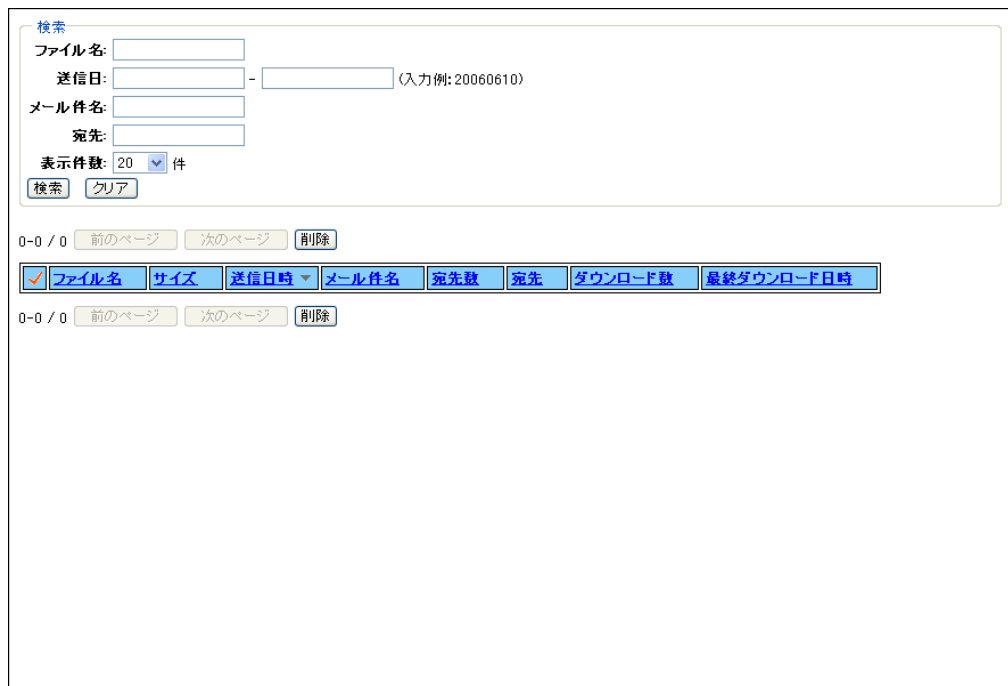 検索
ファイル名:
送信日: - (入力例:20060610)
メール件名:
宛先:
表示件数: 20 件
検索 クリア
0-0 / 0 前のページ 次のページ 削除
ファイル名 サイズ 送信日時 メール件名 宛先数 宛先 ダウンロード数 最終ダウンロード日時
0-0 / 0 前のページ 次のページ 削除